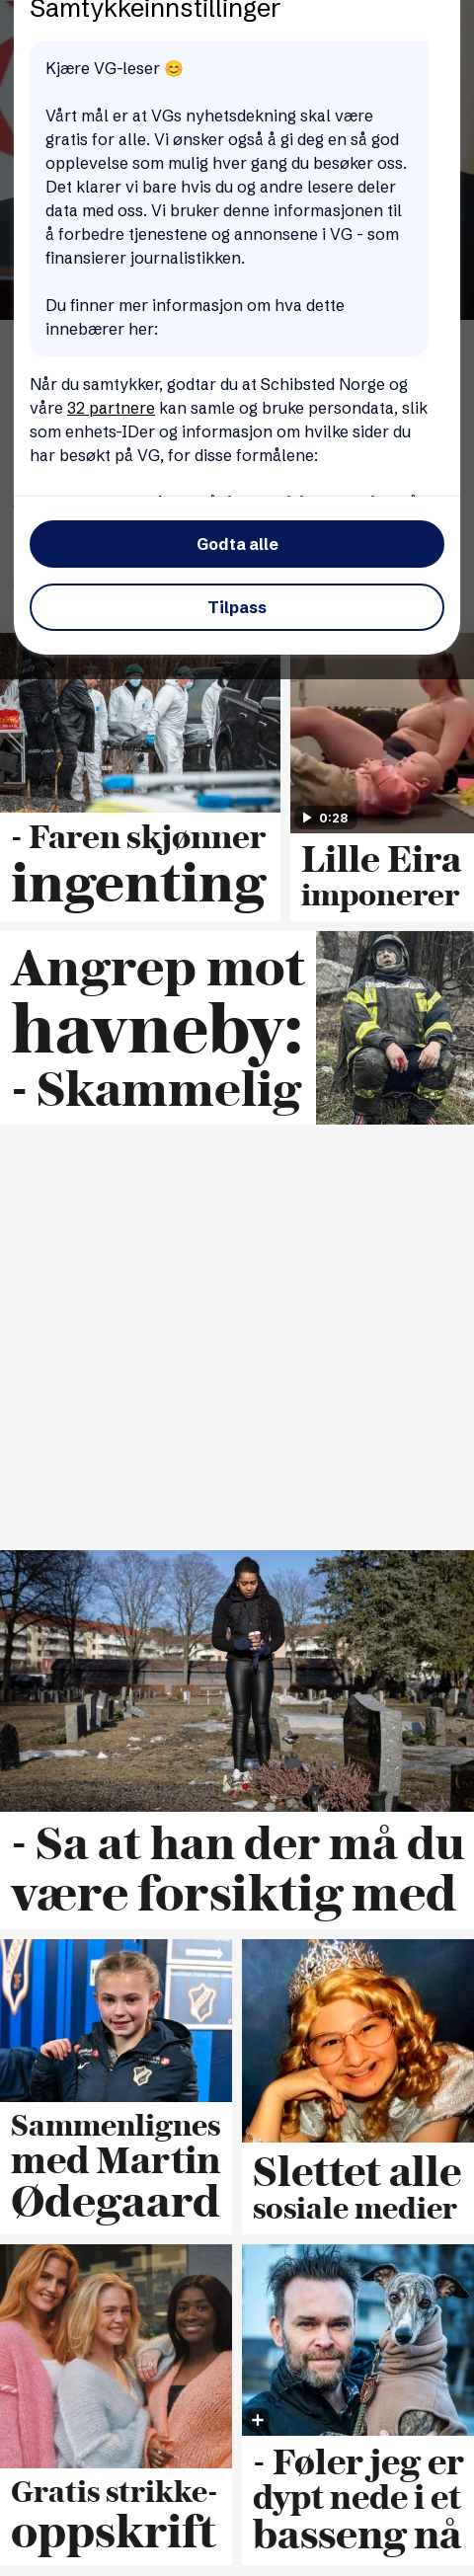 Samtykkeinnstillinger
Kjære VG-leser 😊
Vårt mål er at VGs nyhetsdekning skal være
gratis for alle. Vi ønsker også å gi deg en så god
opplevelse som mulig hver gang du besøker oss.
Det klarer vi bare hvis du og andre lesere deler
data med oss. Vi bruker denne informasjonen til
å forbedre tjenestene og annonsene i VG - som
finansierer journalistikken.
Du finner mer informasjon om hva dette
innebærer her:
Når du samtykker, godtar du at Schibsted Norge og
våre 32 partnere kan samle og bruke persondata, slik
som enhets-IDer og informasjon om hvilke sider du
har besøkt på VG, for disse formålene:
Godta alle
Tilpass
0:28
- Faren skjønner
ingenting
Lille Eira
imponerer
Angrep mot
havneby:
- Skammelig
- Sa at han der må du
være forsiktig med
Sammenlignes
med Martin
Ødegaard
Slettet alle
sosiale medier
Gratis strikke-
oppskrift
- Føler jeg er
dypt nede i et
basseng nå